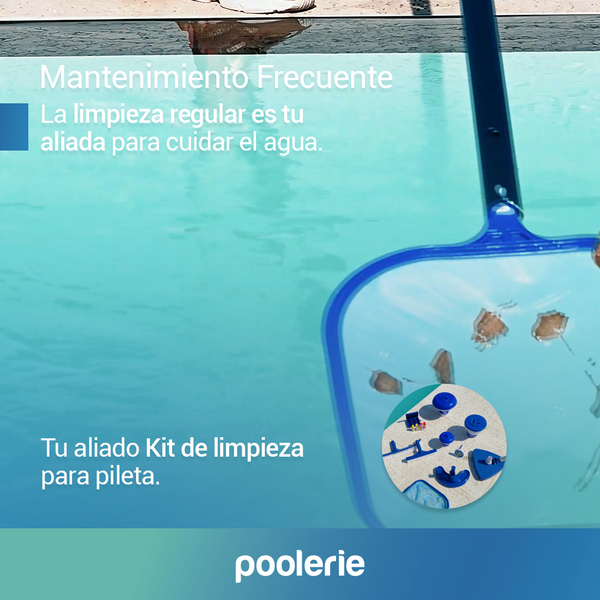 Mantenimiento Frecuente
La limpieza regular es tu
aliada para cuidar el agua.
Tu aliado Kit de limpieza
para pileta.
poolerie